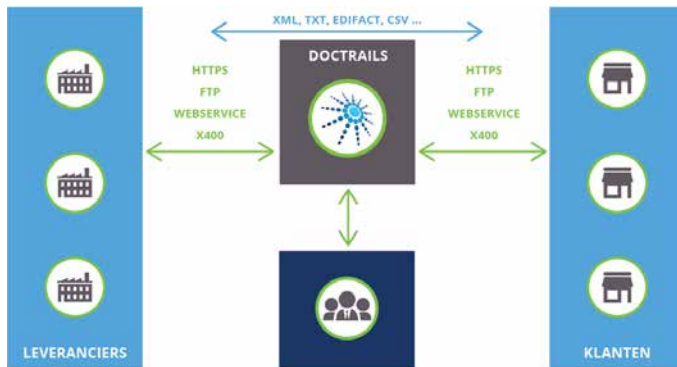 XML, TXT, EDIFACT, CSV ...
DOCTRAILS
HTTPS
FTP
WEBSERVICE
X400
HTTPS
FTP
WEBSERVICE
X400
LEVERANCIERS
KLANTEN